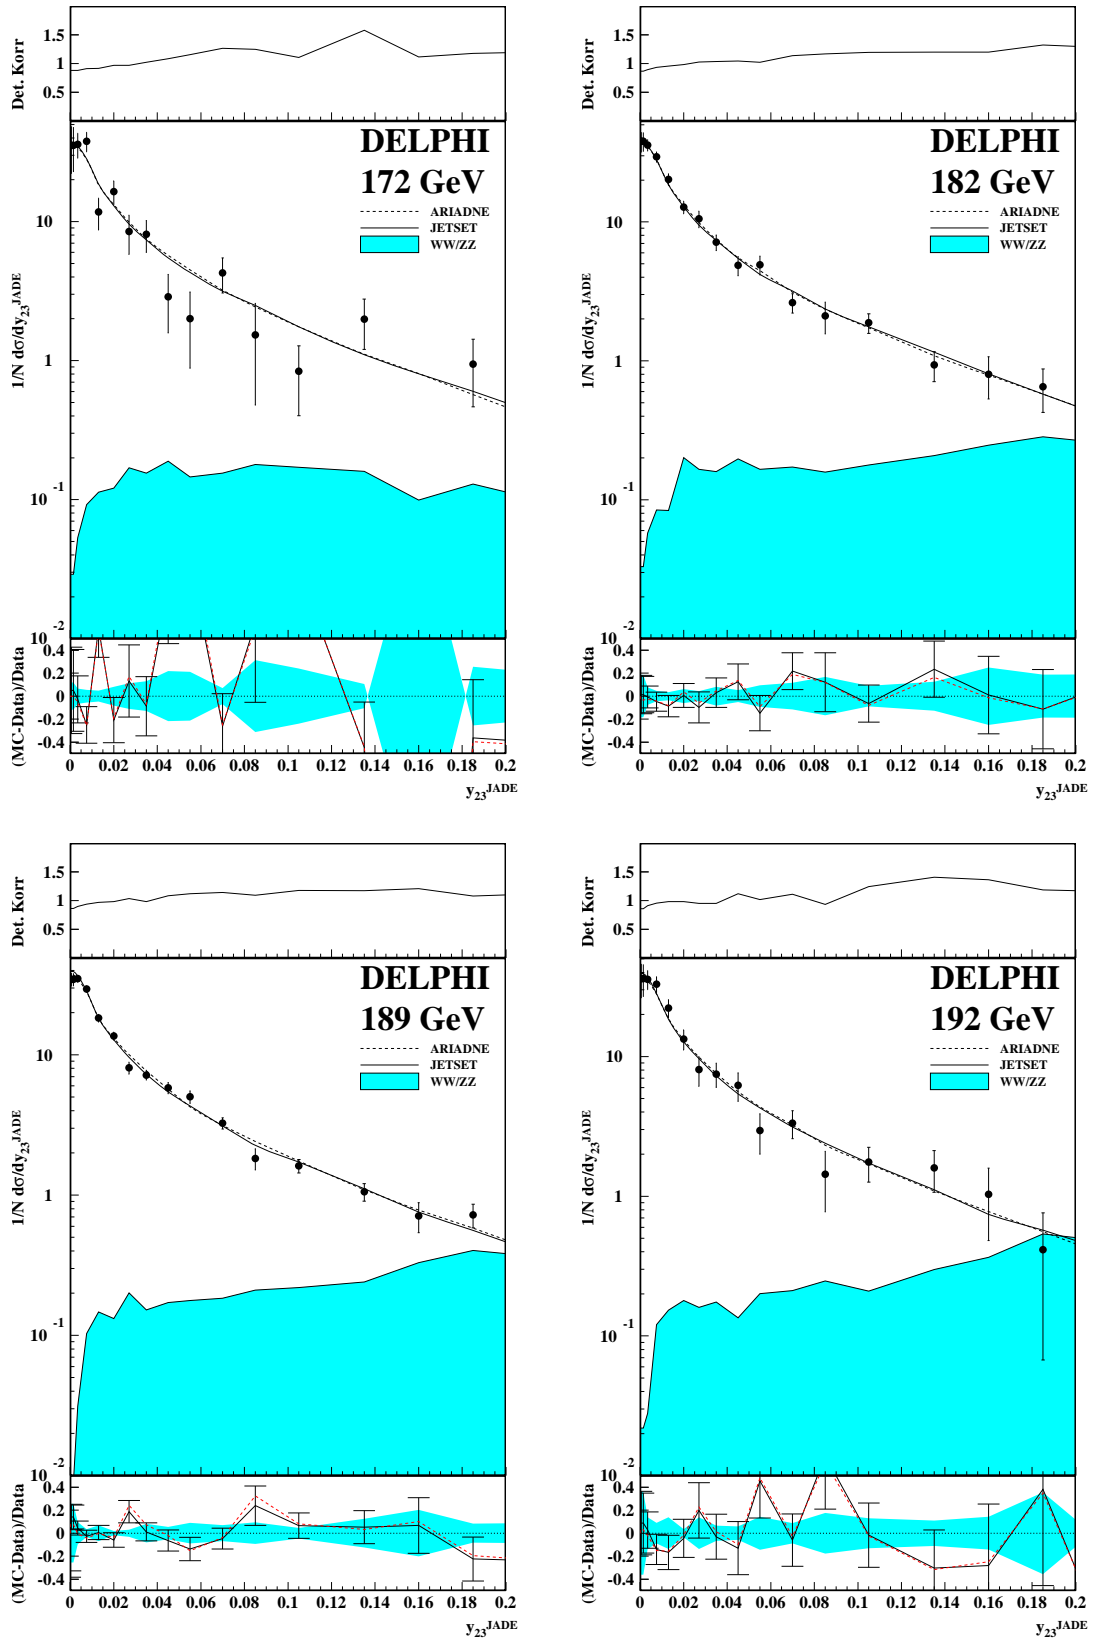 Det. Korr
1.5
1
0.5
DELPHI
172 GeV
ARIADNE
JETSET
WW/ZZ
1/N dσ/dy23JADE
10
1
10-1
10-2
(MC-Data)/Data
0.4
0.2
0
-0.2
-0.4
0 0.02 0.04 0.06 0.08 0.1 0.12 0.14 0.16 0.18 0.2
y23JADE
Det. Korr
1.5
1
0.5
DELPHI
182 GeV
ARIADNE
JETSET
WW/ZZ
1/N dσ/dy23JADE
10
1
10-1
10-2
(MC-Data)/Data
0.4
0.2
0
-0.2
-0.4
0 0.02 0.04 0.06 0.08 0.1 0.12 0.14 0.16 0.18 0.2
y23JADE
Det. Korr
1.5
1
0.5
DELPHI
189 GeV
ARIADNE
JETSET
WW/ZZ
1/N dσ/dy23JADE
10
1
10-1
10-2
(MC-Data)/Data
0.4
0.2
0
-0.2
-0.4
0 0.02 0.04 0.06 0.08 0.1 0.12 0.14 0.16 0.18 0.2
y23JADE
Det. Korr
1.5
1
0.5
DELPHI
192 GeV
ARIADNE
JETSET
WW/ZZ
1/N dσ/dy23JADE
10
1
10-1
10-2
(MC-Data)/Data
0.4
0.2
0
-0.2
-0.4
0 0.02 0.04 0.06 0.08 0.1 0.12 0.14 0.16 0.18 0.2
y23JADE